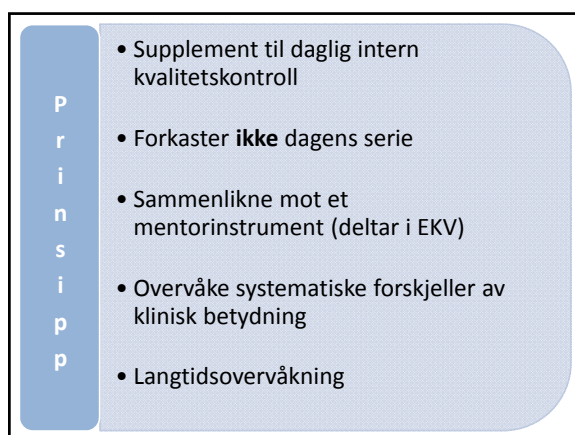 Prinsipp
• Supplement til daglig intern
kvalitetskontroll
• Forkaster ikke dagens serie
• Sammenlikne mot et
mentorinstrument (deltar i EKV)
• Overvåke systematiske forskjeller av
klinisk betydning
• Langtidsovervåkning